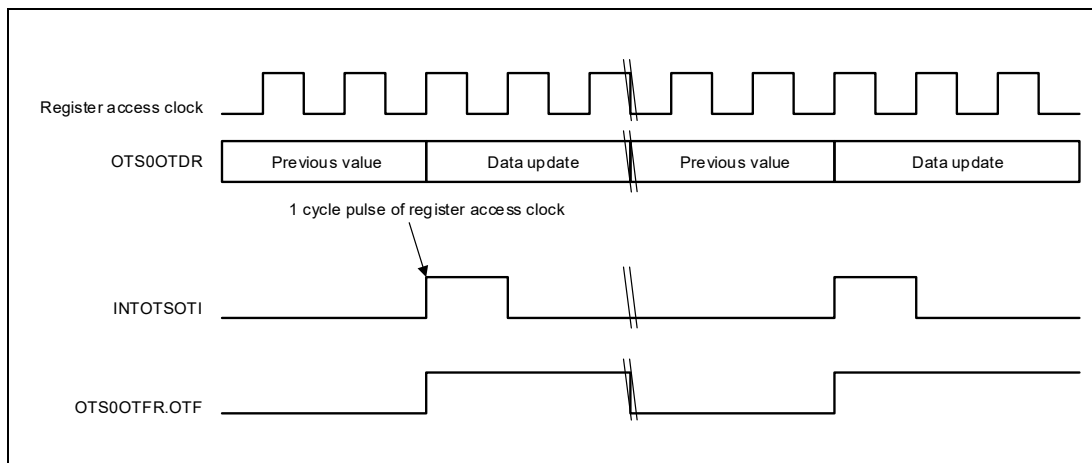 Register access clock
OTS0OTDR
Previous value
Data update
Previous value
Data update
1 cycle pulse of register access clock
INTOTSOTI
OTS0OTFR.OTF